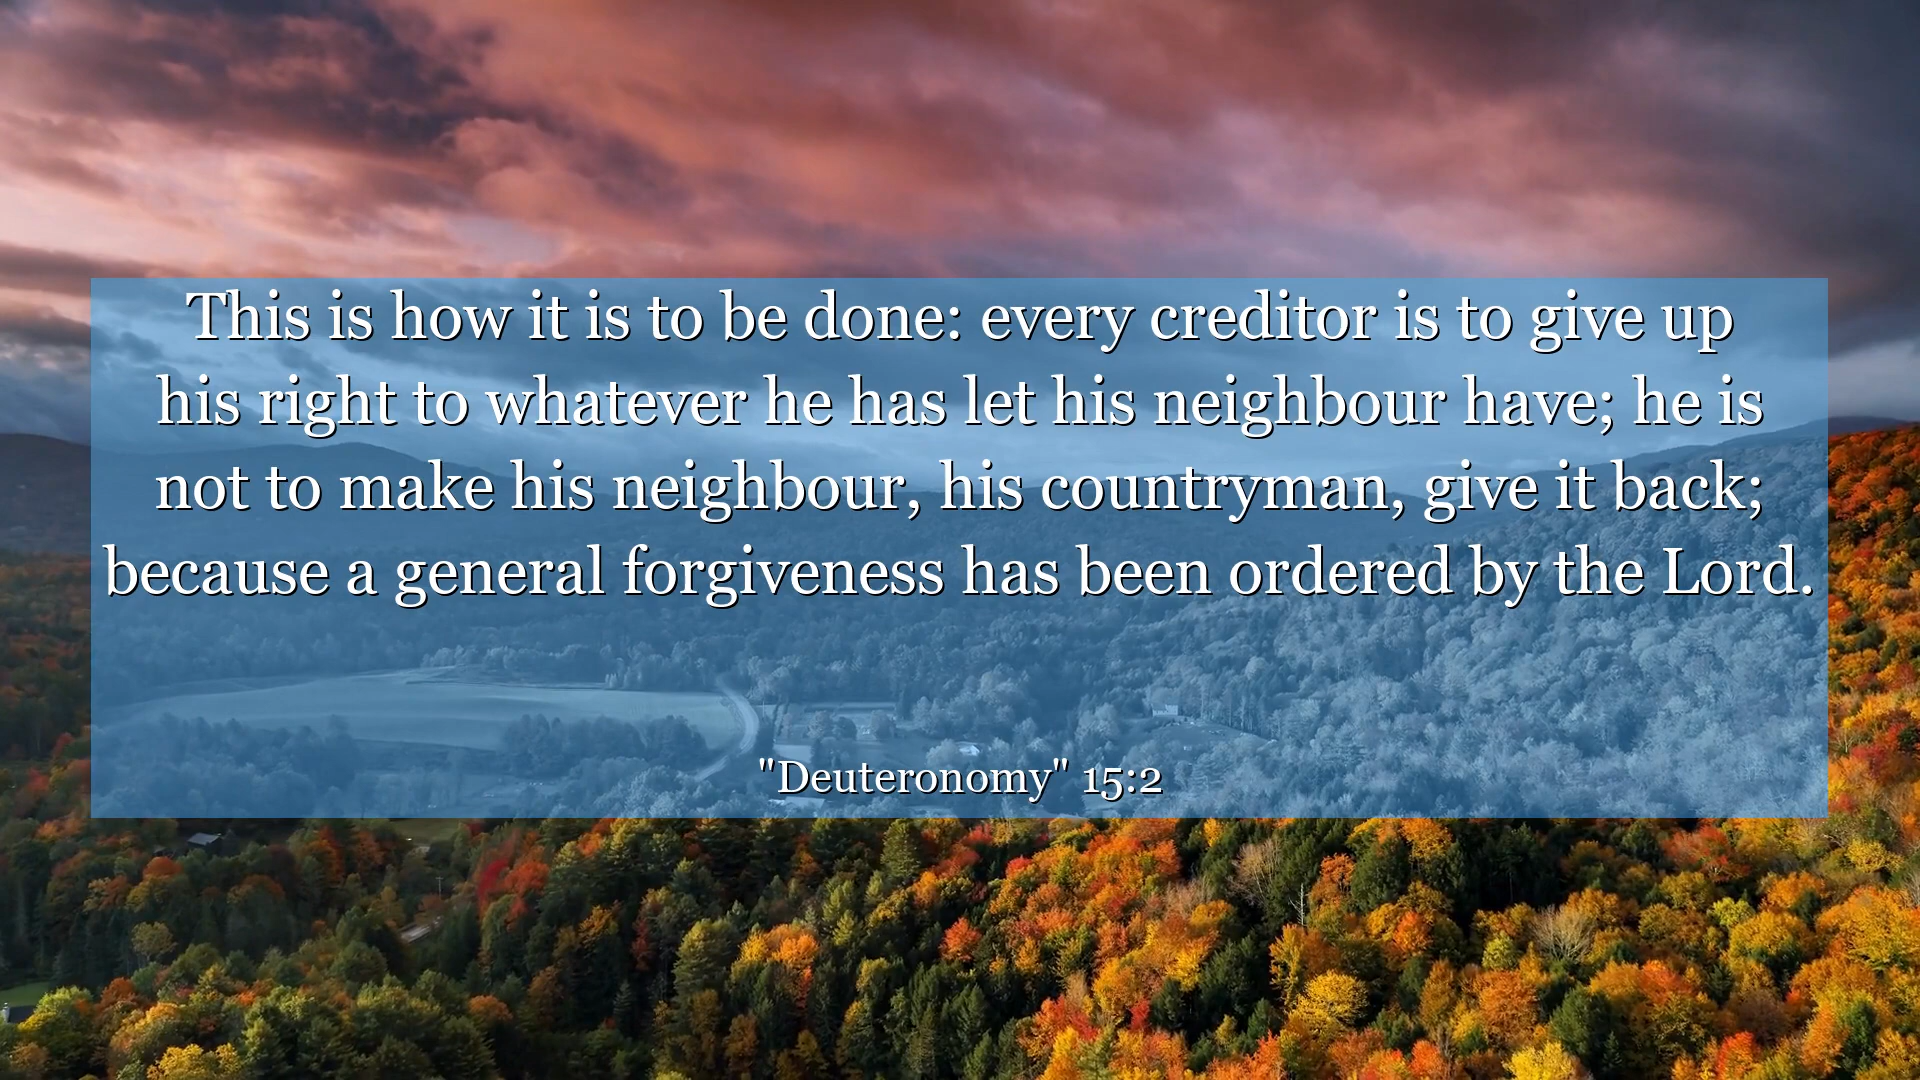 This is how it is to be done: every creditor is to give up
his right to whatever he has let his neighbour have; he is
not to make his neighbour, his countryman, give it back;
because a general forgiveness has been ordered by the Lord.
"Deuteronomy" 15:2